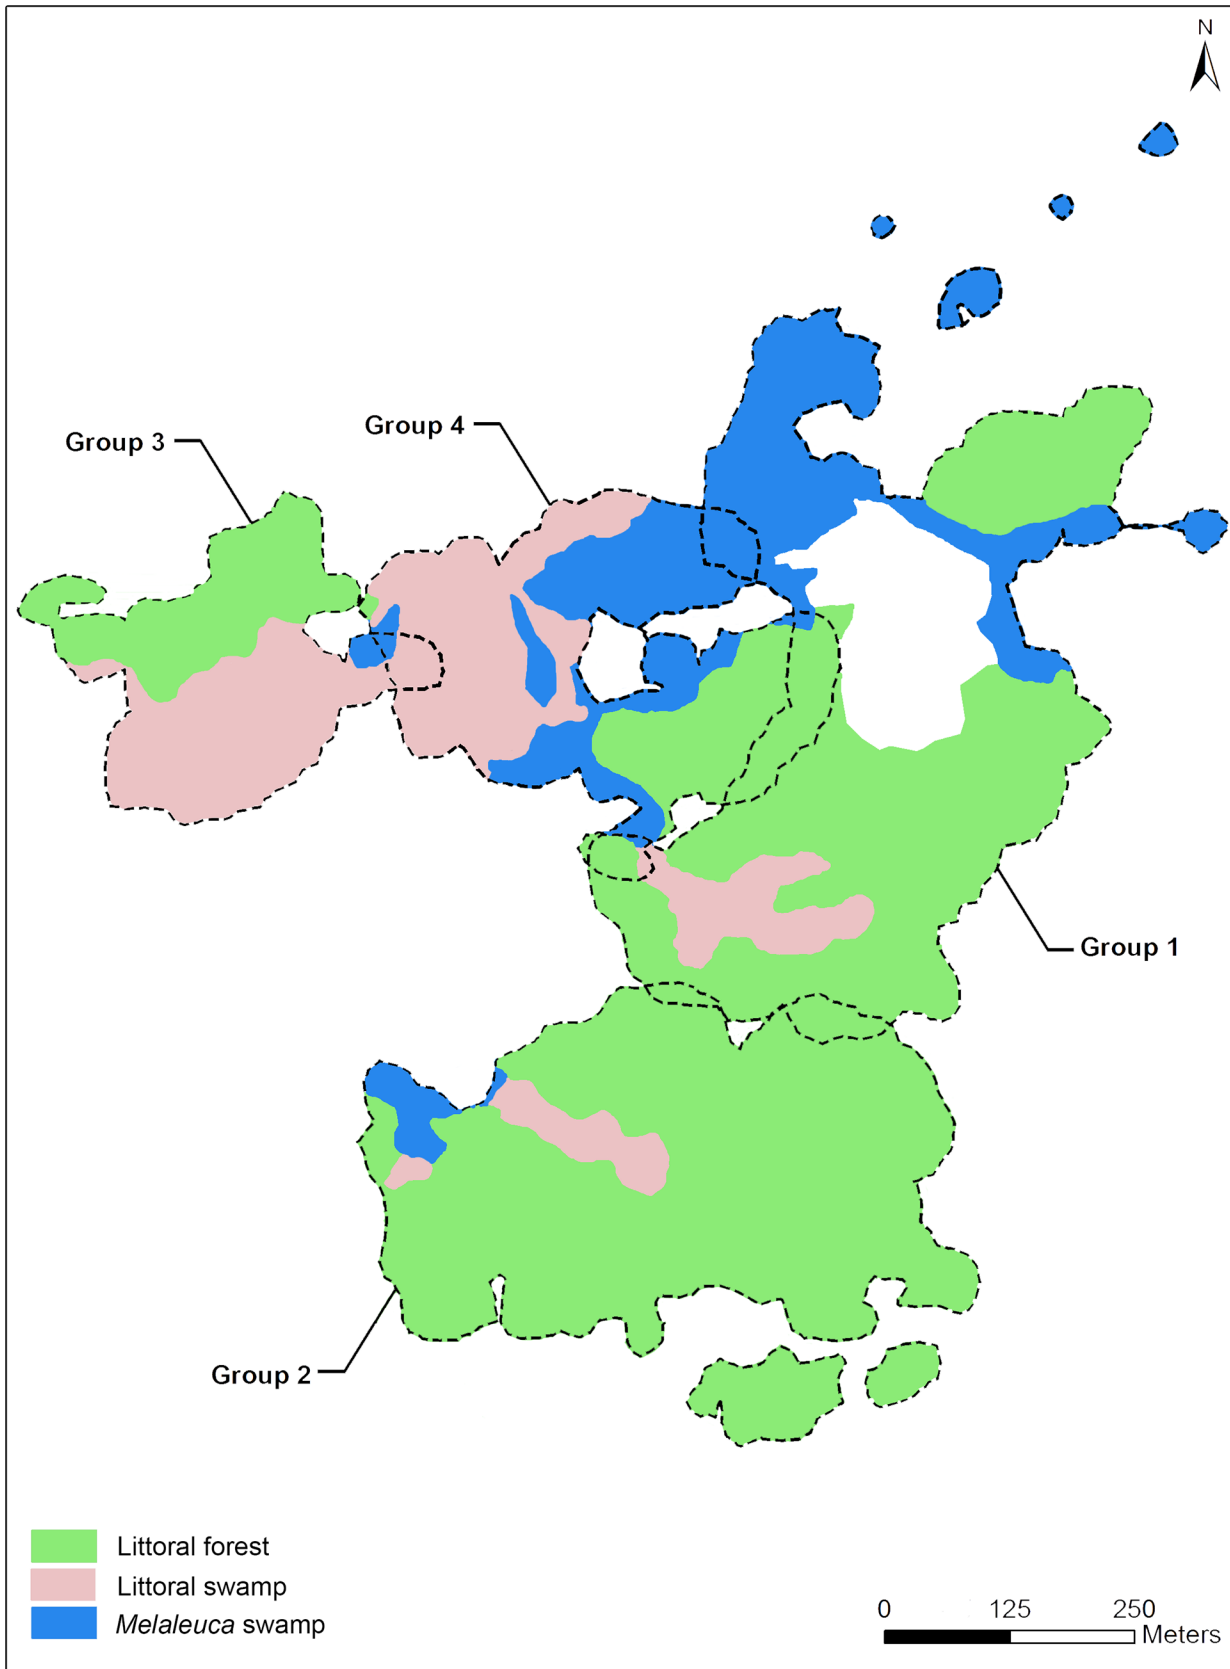 N
Group 4
Group 3
Group 1
Group 2
Littoral forest
Littoral swamp
Melaleuca swamp
0 125 250
Meters